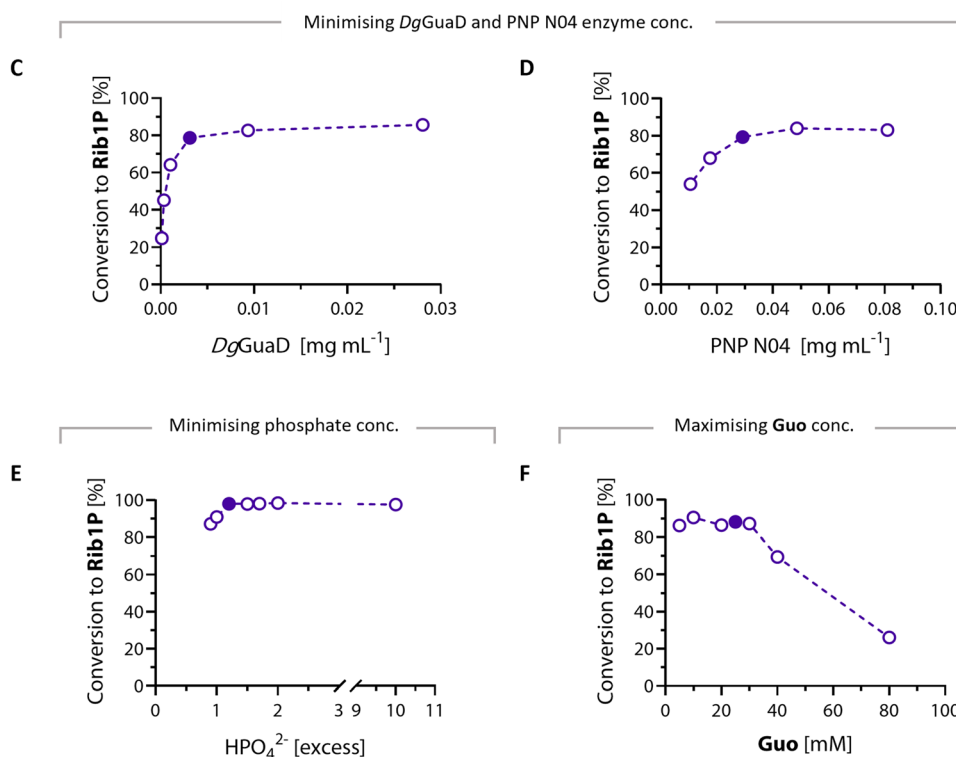 Minimising DgGuaD and PNP N04 enzyme conc.
C
Conversion to Rib1P [%]
100
80
60
40
20
0
0.00 0.01 0.02 0.03
DgGuaD [mg mL⁻¹]
D
Conversion to Rib1P [%]
100
80
60
40
20
0
0.00 0.02 0.04 0.06 0.08 0.10
PNP N04 [mg mL⁻¹]
Minimising phosphate conc.
E
Conversion to Rib1P [%]
100
80
60
40
20
0
0 1 2 3 9 10 11
HPO₄²⁻ [excess]
Maximising Guo conc.
F
Conversion to Rib1P [%]
100
80
60
40
20
0
0 20 40 60 80 100
Guo [mM]